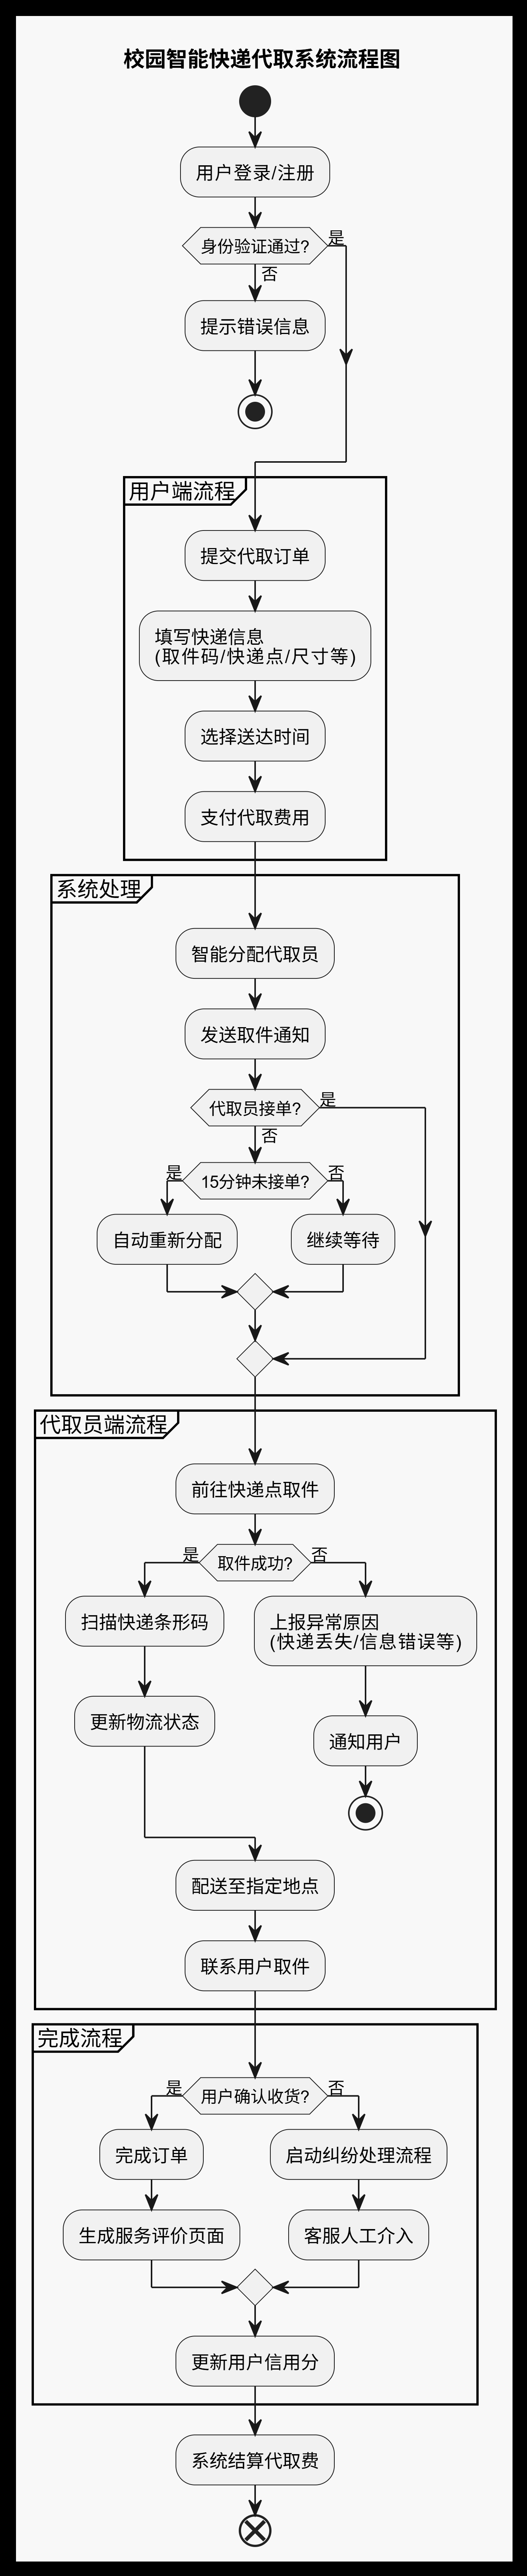 校园智能快递代取系统流程图
用户登录/注册
身份验证通过?
是
否
提示错误信息
用户端流程
提交代取订单
填写快递信息
(取件码/快递点/尺寸等)
选择送达时间
支付代取费用
系统处理
智能分配代取员
发送取件通知
代取员接单?
是
否
是
15分钟未接单?
否
自动重新分配
继续等待
代取员端流程
前往快递点取件
是
取件成功?
否
扫描快递条形码
上报异常原因
(快递丢失/信息错误等)
更新物流状态
通知用户
配送至指定地点
联系用户取件
完成流程
是
用户确认收货?
否
完成订单
启动纠纷处理流程
生成服务评价页面
客服人工介入
更新用户信用分
系统结算代取费